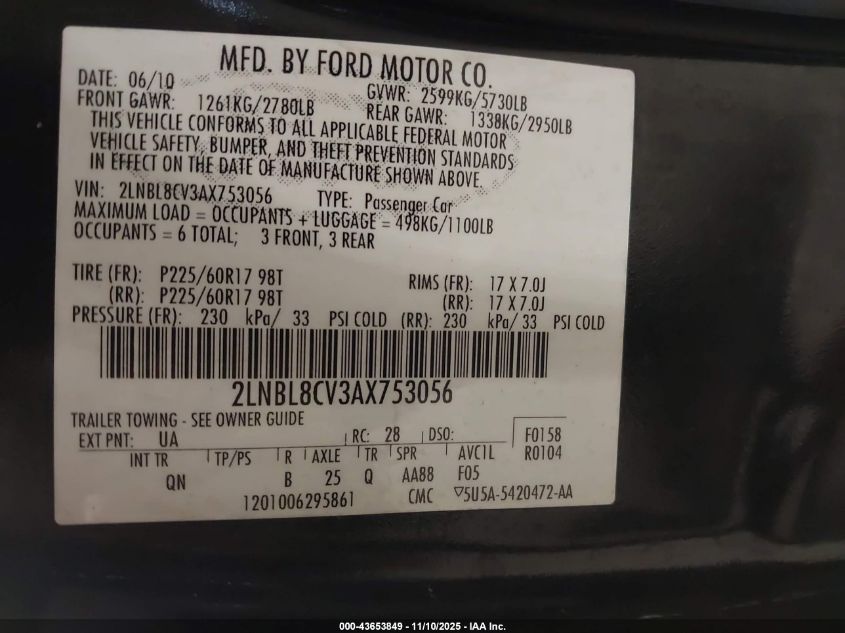 MFD. BY FORD MOTOR CO.
DATE: 06/10 GVWR: 2599KG/5730LB
FRONT GAWR: 1261KG/2780LB REAR GAWR: 1338KG/2950LB
THIS VEHICLE CONFORMS TO ALL APPLICABLE FEDERAL MOTOR
VEHICLE SAFETY, BUMPER, AND THEFT PREVENTION STANDARDS
IN EFFECT ON THE DATE OF MANUFACTURE SHOWN ABOVE.
VIN: 2LNBL8CV3AX753056 TYPE: Passenger Car
MAXIMUM LOAD = OCCUPANTS + LUGGAGE = 498KG/1100LB
OCCUPANTS = 6 TOTAL; 3 FRONT, 3 REAR
TIRE (FR): P225/60R17 98T RIMS (FR): 17 X 7.0J
(RR): P225/60R17 98T (RR): 17 X 7.0J
PRESSURE (FR): 230 kPa/ 33 PSI COLD (RR): 230 kPa/ 33 PSI COLD
2LNBL8CV3AX753056
TRAILER TOWING - SEE OWNER GUIDE
EXT PNT: UA RC: 28 DSO: F0158
INT TR TP/PS R AXLE TR SPR AVCIL R0104
QN B 25 Q AA88 F05
1201006295861 CMC ▽5U5A-5420472-AA
000-43653849 - 11/10/2025 - IAA Inc.